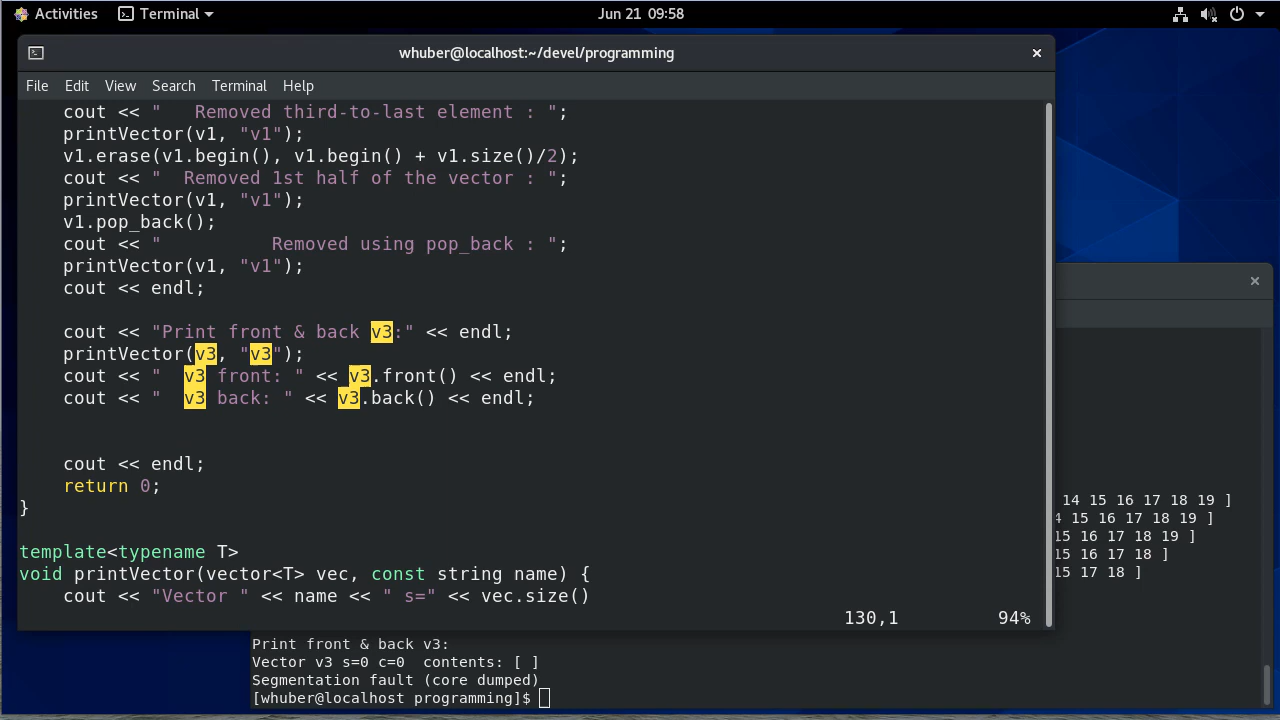 Activities Terminal Jun 21 09:58
whuber@localhost:~/devel/programming
File Edit View Search Terminal Help
cout << "   Removed third-to-last element : ";
printVector(v1, "v1");
v1.erase(v1.begin(), v1.begin() + v1.size()/2);
cout << "  Removed 1st half of the vector : ";
printVector(v1, "v1");
v1.pop_back();
cout << "          Removed using pop_back : ";
printVector(v1, "v1");
cout << endl;
cout << "Print front & back v3:" << endl;
printVector(v3, "v3");
cout << "  v3 front: " << v3.front() << endl;
cout << "  v3 back: " << v3.back() << endl;
cout << endl;
return 0;
}
template<typename T>
void printVector(vector<T> vec, const string name) {
cout << "Vector " << name << " s=" << vec.size()
130,1 94%
14 15 16 17 18 19 ]
4 15 16 17 18 19 ]
15 16 17 18 19 ]
15 16 17 18 ]
15 17 18 ]
Print front & back v3:
Vector v3 s=0 c=0  contents: [ ]
Segmentation fault (core dumped)
[whuber@localhost programming]$